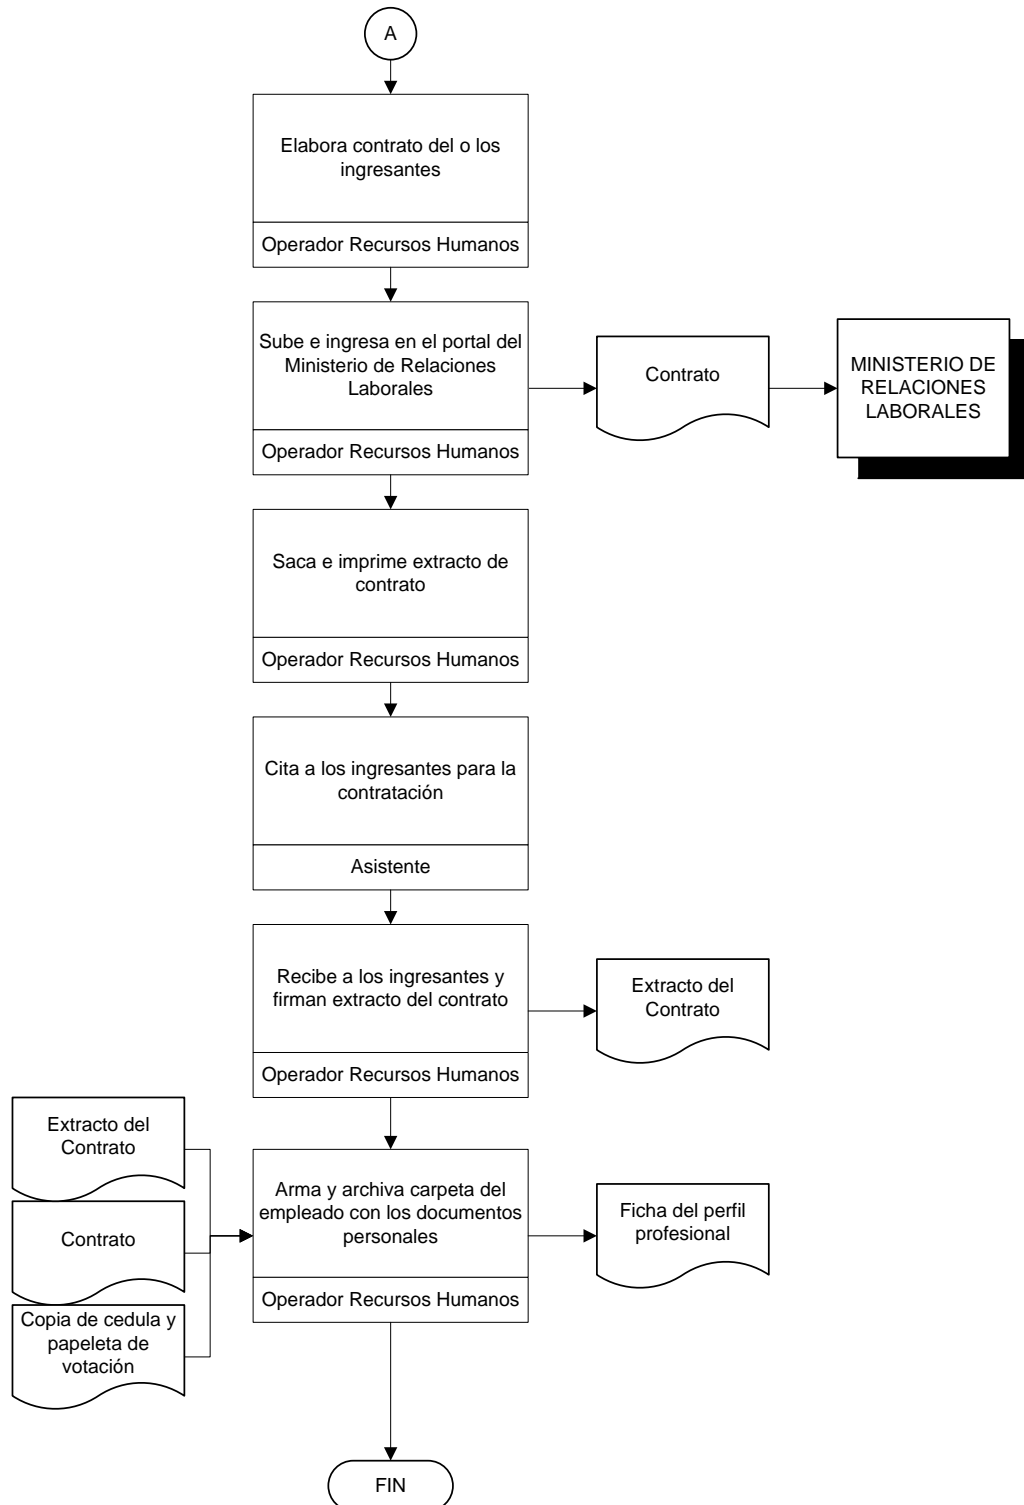 A
Elabora contrato del o los
ingresantes
Operador Recursos Humanos
Sube e ingresa en el portal del
Ministerio de Relaciones
Laborales
Operador Recursos Humanos
Contrato
MINISTERIO DE
RELACIONES
LABORALES
Saca e imprime extracto de
contrato
Operador Recursos Humanos
Cita a los ingresantes para la
contratación
Asistente
Recibe a los ingresantes y
firman extracto del contrato
Operador Recursos Humanos
Extracto del
Contrato
Extracto del
Contrato
Contrato
Copia de cedula y
papeleta de
votación
Arma y archiva carpeta del
empleado con los documentos
personales
Operador Recursos Humanos
Ficha del perfil
profesional
FIN